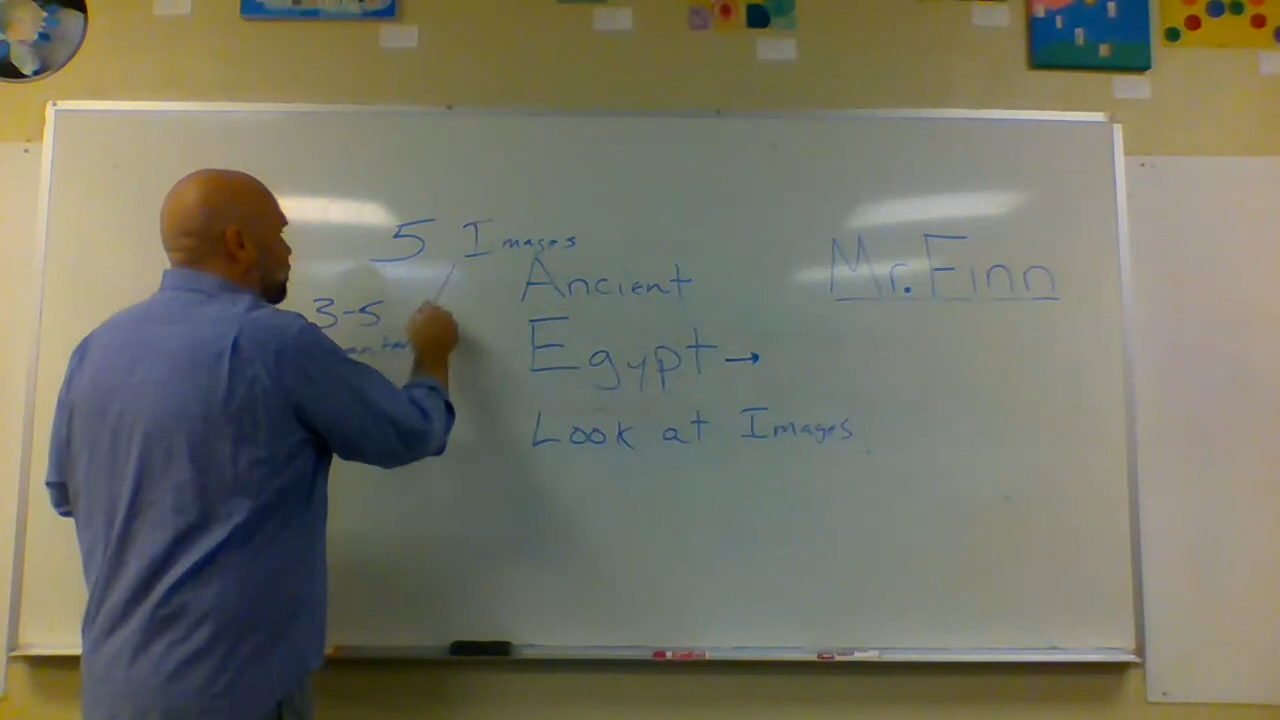 5 Images
3-5
Ancient
Egypt →
Look at Images
Mr. Finn